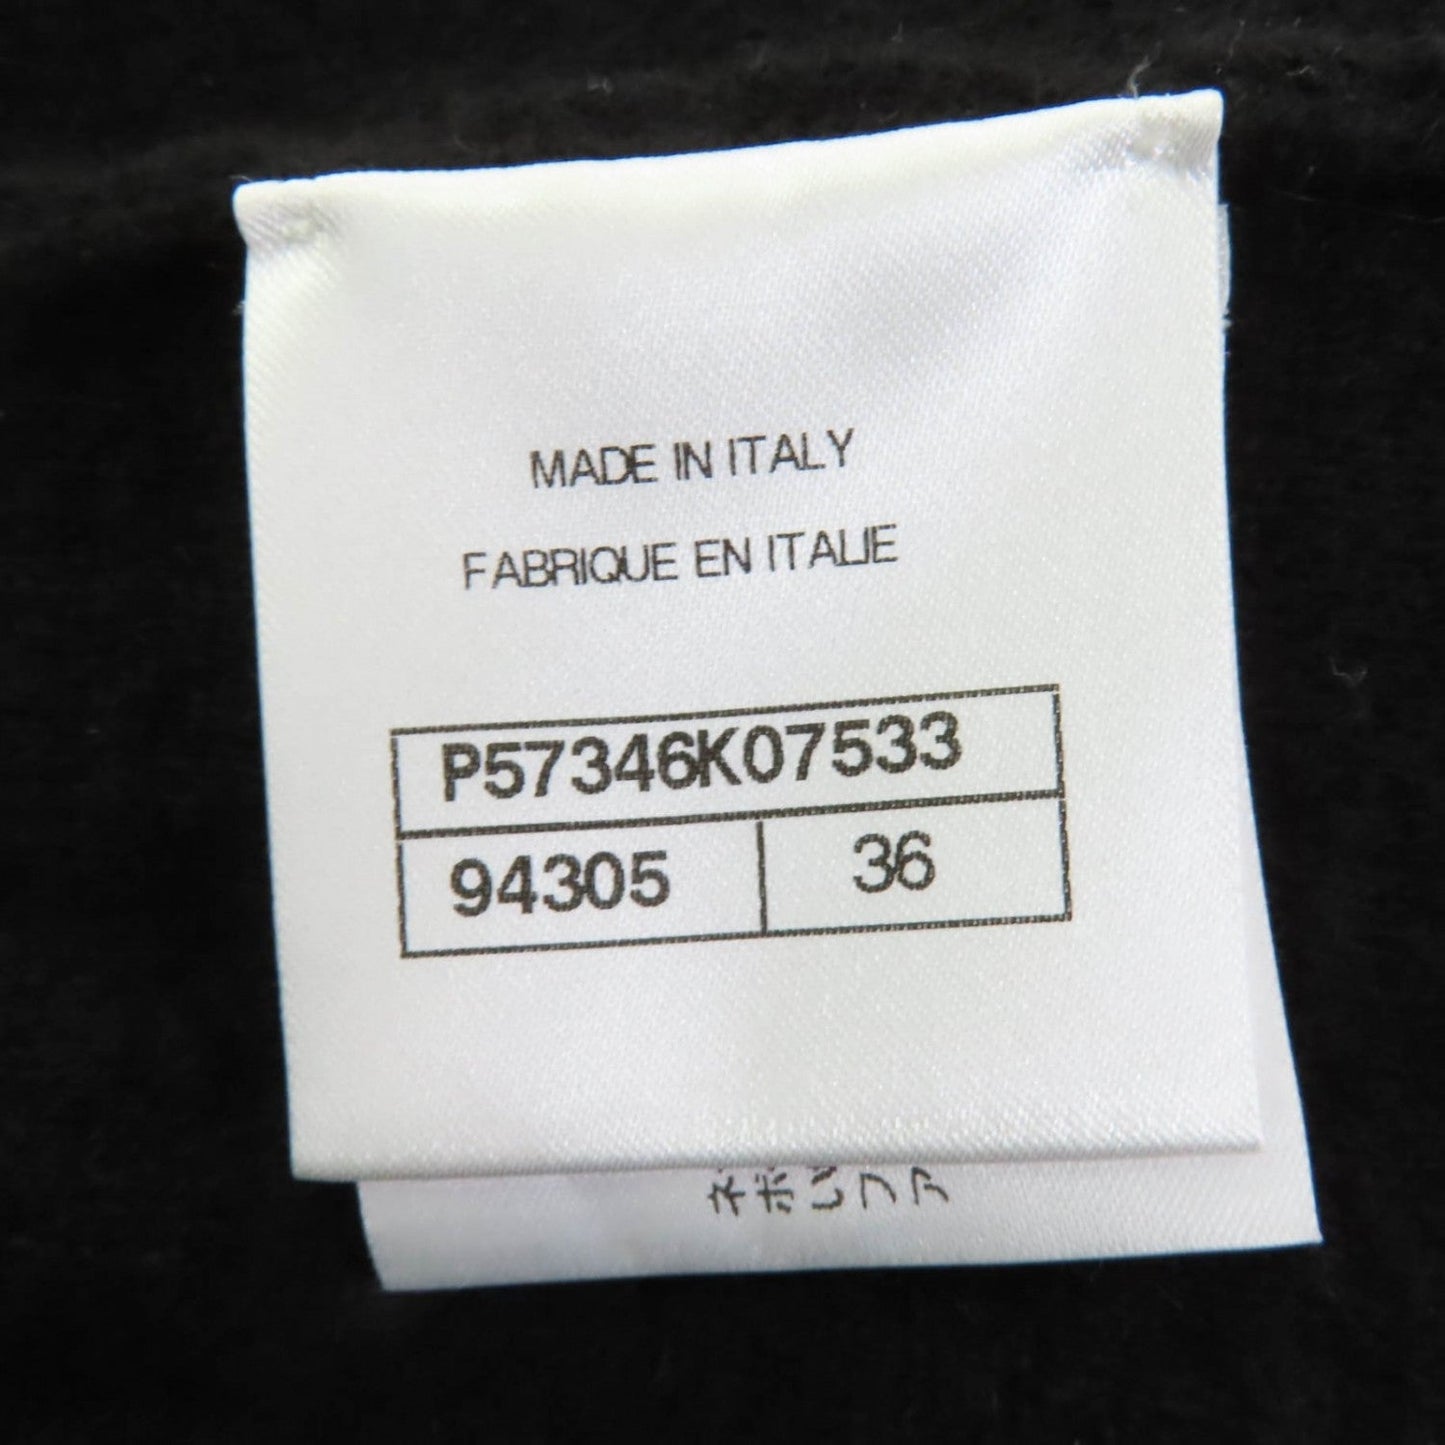 MADE IN ITALY
FABRIQUE EN ITALIE
P57346K07533
94305 36